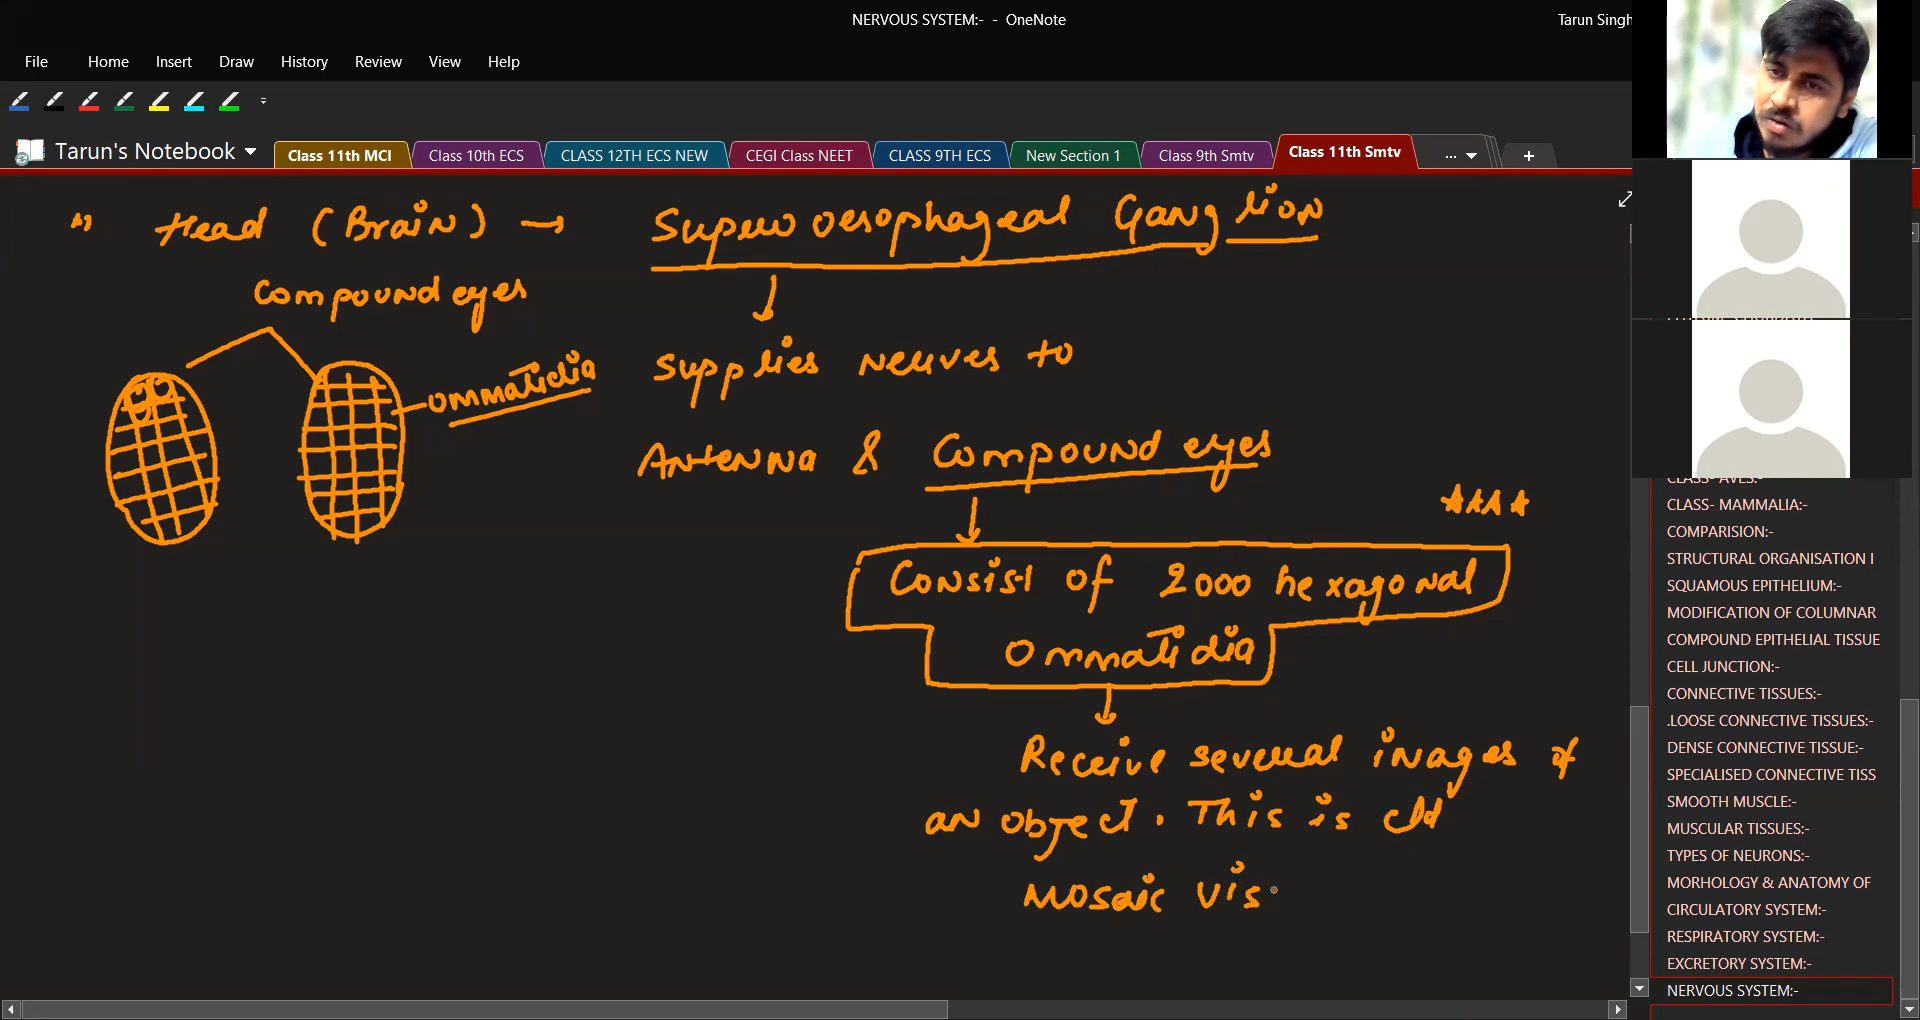 NERVOUS SYSTEM:- - OneNote
Tarun Singh
File Home Insert Draw History Review View Help
Tarun's Notebook
Class 11th MCI Class 10th ECS CLASS 12TH ECS NEW CEGI Class NEET CLASS 9TH ECS New Section 1 Class 9th Smtv Class 11th Smtv ... +
Head (Brain) → Supra oesophageal Ganglion
Compound eyes
ommatidia
Supplies nerves to
Antenna & Compound eyes
Consist of 2000 hexagonal
ommatidia
Receive several images of
an object. This is cld
Mosaic Vis
CLASS- AVES:-
CLASS- MAMMALIA:-
COMPARISION:-
STRUCTURAL ORGANISATION I
SQUAMOUS EPITHELIUM:-
MODIFICATION OF COLUMNAR
COMPOUND EPITHELIAL TISSUE
CELL JUNCTION:-
CONNECTIVE TISSUES:-
.LOOSE CONNECTIVE TISSUES:-
DENSE CONNECTIVE TISSUE:-
SPECIALISED CONNECTIVE TISS
SMOOTH MUSCLE:-
MUSCULAR TISSUES:-
TYPES OF NEURONS:-
MORHOLOGY & ANATOMY OF
CIRCULATORY SYSTEM:-
RESPIRATORY SYSTEM:-
EXCRETORY SYSTEM:-
NERVOUS SYSTEM:-